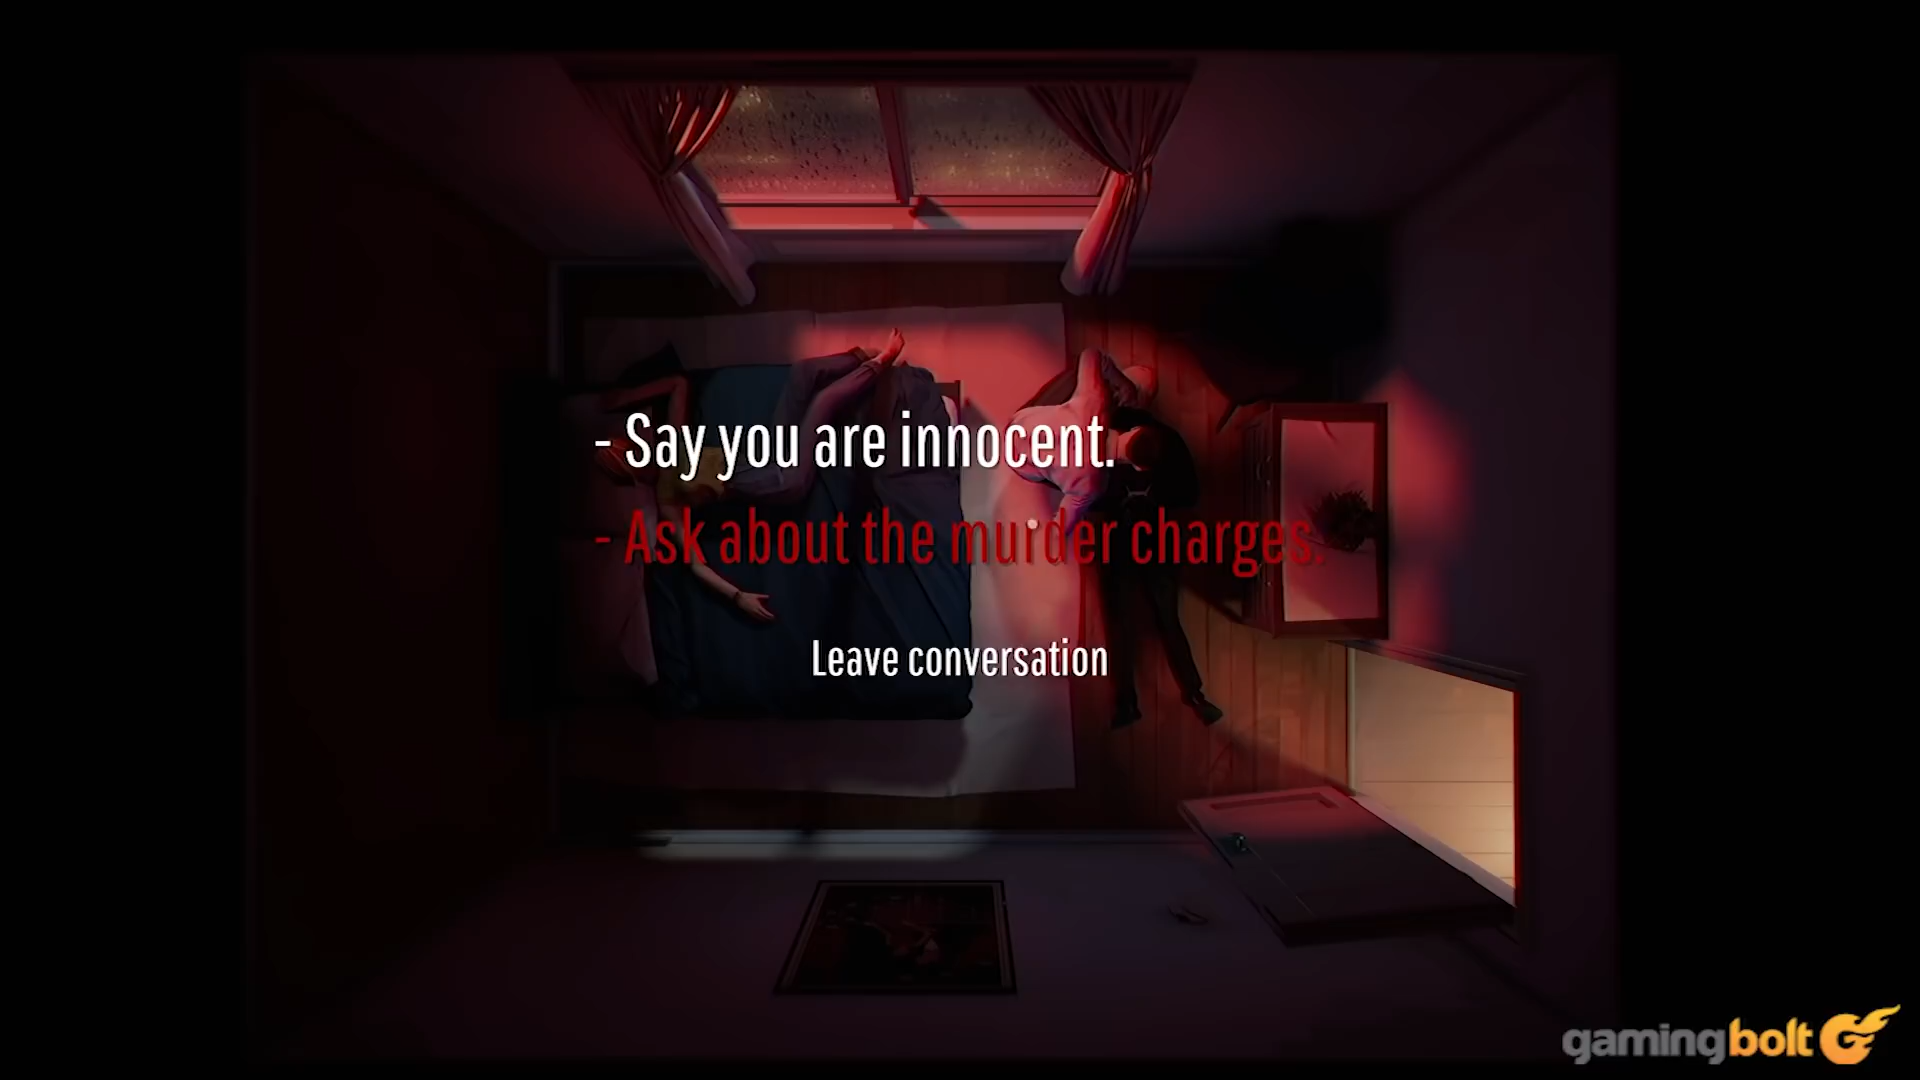 - Say you are innocent.
- Ask about the murder charges.
Leave conversation
gamingbolt